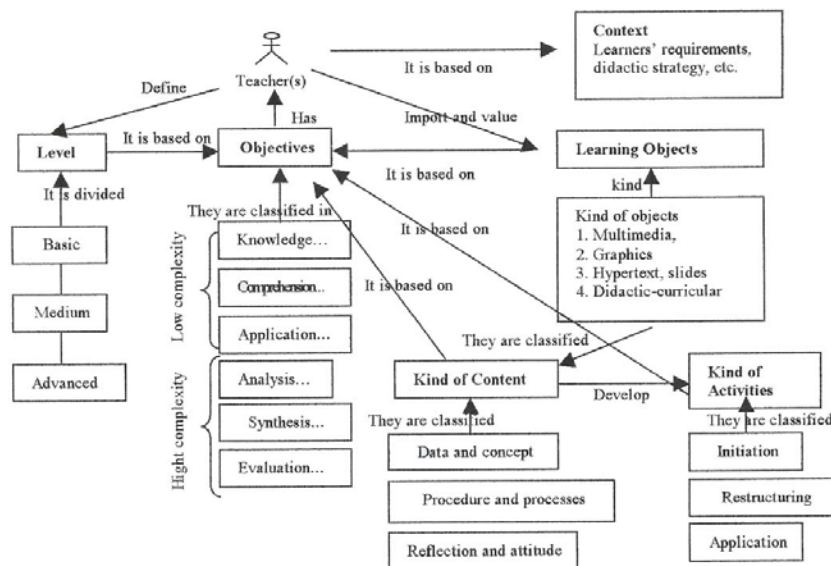 Context
Learners' requirements,
didactic strategy, etc.
It is based on
Teacher(s)
Define
Has
Import and value
Level
It is based on
Objectives
Learning Objects
It is based on
kind
It is divided
They are classified in
Basic
Medium
Advanced
Low complexity
Knowledge...
Comprehension...
Application...
Hight complexity
Analysis...
Synthesis...
Evaluation...
It is based on
It is based on
Kind of objects
1. Multimedia,
2. Graphics
3. Hypertext, slides
4. Didactic-curricular
They are classified
Kind of Content
Develop
Kind of
Activities
They are classified
Data and concept
Procedure and processes
Reflection and attitude
They are classified
Initiation
Restructuring
Application